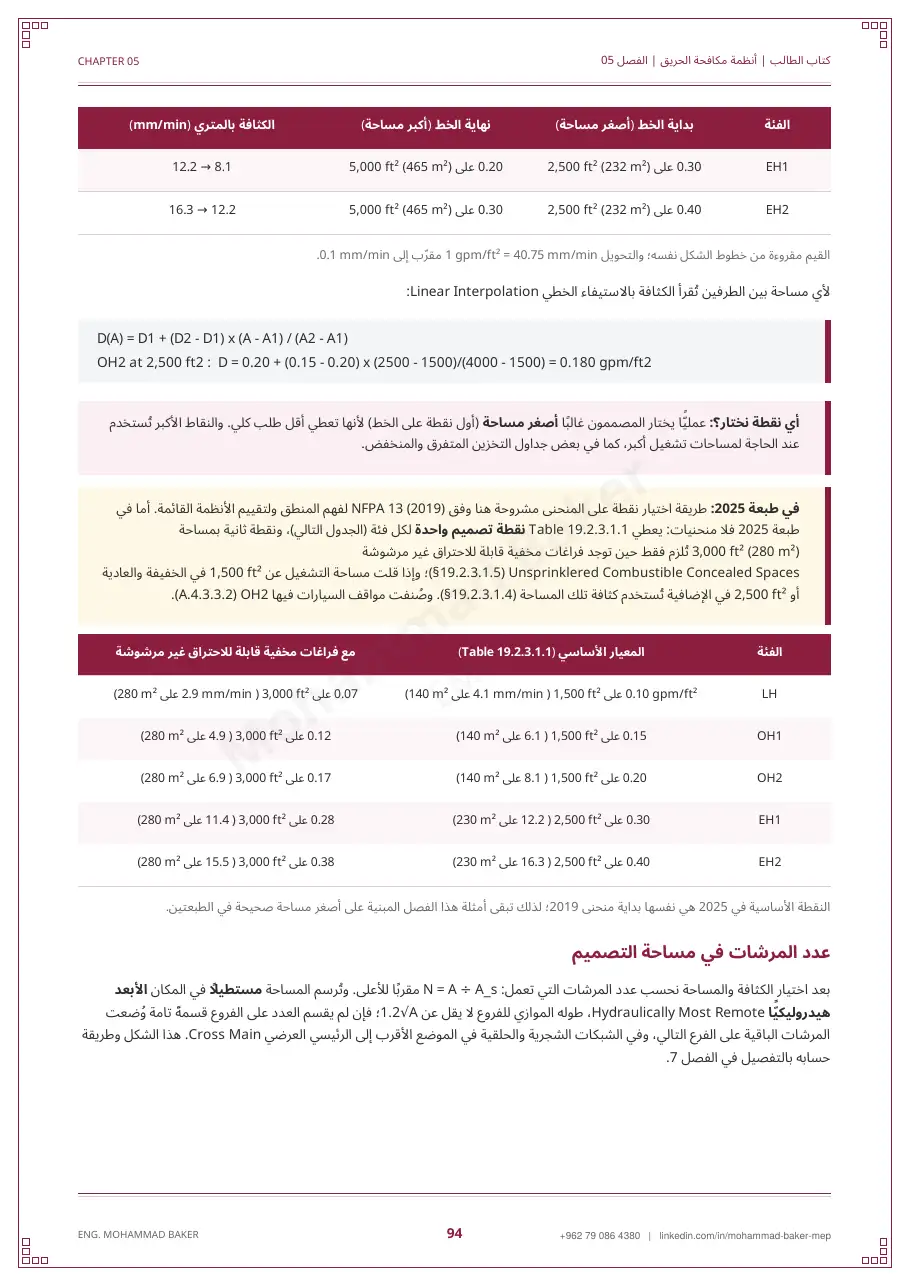 كتاب الطالب | أنظمة مكافحة الحريق | الفصل 05
CHAPTER 05
الفئة | بداية الخط (أصغر مساحة) | نهاية الخط (أكبر مساحة) | الكثافة بالمتري (mm/min)
EH1 | 0.30 على 2,500 ft² (232 m²) | 0.20 على 5,000 ft² (465 m²) | 12.2 → 8.1
EH2 | 0.40 على 2,500 ft² (232 m²) | 0.30 على 5,000 ft² (465 m²) | 16.3 → 12.2
القيم مقروءة من خطوط الشكل نفسه؛ والتحويل 1 gpm/ft² = 40.75 mm/min مقرّب إلى 0.1 mm/min.
لأي مساحة بين الطرفين تُقرأ الكثافة بالاستيفاء الخطي Linear Interpolation:
D(A) = D1 + (D2 - D1) x (A - A1) / (A2 - A1)
OH2 at 2,500 ft2 : D = 0.20 + (0.15 - 0.20) x (2500 - 1500)/(4000 - 1500) = 0.180 gpm/ft2
أي نقطة نختار؟: عمليًّا يختار المصممون غالبًا أصغر مساحة (أول نقطة على الخط) لأنها تعطي أقل طلب كلي. والنقاط الأكبر تُستخدم
عند الحاجة لمساحات تشغيل أكبر، كما في بعض جداول التخزين المتفرق والمنخفض.
في طبعة 2025: طريقة اختيار نقطة على المنحنى مشروحة هنا وفق NFPA 13 (2019) لفهم المنطق ولتقييم الأنظمة القائمة. أما في
طبعة 2025 فلا منحنيات: يعطي Table 19.2.3.1.1 نقطة تصميم واحدة لكل فئة (الجدول التالي)، ونقطة ثانية بمساحة
3,000 ft² (280 m²) تُلزم فقط حين توجد فراغات مخفية قابلة للاحتراق غير مرشوشة
Unsprinklered Combustible Concealed Spaces (§19.2.3.1.5)؛ وإذا قلت مساحة التشغيل عن 1,500 ft² في الخفيفة والعادية
أو 2,500 ft² في الإضافية تُستخدم كثافة تلك المساحة (§19.2.3.1.4). وصُنفت مواقف السيارات فيها OH2 (A.4.3.3.2).
الفئة | المعيار الأساسي (Table 19.2.3.1.1) | مع فراغات مخفية قابلة للاحتراق غير مرشوشة
LH | 0.10 gpm/ft² على 1,500 ft² ( 4.1 mm/min على 140 m²) | 0.07 على 3,000 ft² ( 2.9 mm/min على 280 m²)
OH1 | 0.15 على 1,500 ft² ( 6.1 على 140 m²) | 0.12 على 3,000 ft² ( 4.9 على 280 m²)
OH2 | 0.20 على 1,500 ft² ( 8.1 على 140 m²) | 0.17 على 3,000 ft² ( 6.9 على 280 m²)
EH1 | 0.30 على 2,500 ft² ( 12.2 على 230 m²) | 0.28 على 3,000 ft² ( 11.4 على 280 m²)
EH2 | 0.40 على 2,500 ft² ( 16.3 على 230 m²) | 0.38 على 3,000 ft² ( 15.5 على 280 m²)
النقطة الأساسية في 2025 هي نفسها بداية منحنى 2019؛ لذلك تبقى أمثلة هذا الفصل المبنية على أصغر مساحة صحيحة في الطبعتين.
عدد المرشات في مساحة التصميم
بعد اختيار الكثافة والمساحة نحسب عدد المرشات التي تعمل: N = A ÷ A_s مقربًا للأعلى. وتُرسم المساحة مستطيلًا في المكان الأبعد
هيدروليكيًّا Hydraulically Most Remote، طوله الموازي للفروع لا يقل عن 1.2√A؛ فإن لم يقسم العدد على الفروع قسمةً تامة وُضعت
المرشات الباقية على الفرع التالي، وفي الشبكات الشجرية والحلقية في الموضع الأقرب إلى الرئيسي العرضي Cross Main. هذا الشكل وطريقة
حسابه بالتفصيل في الفصل 7.
Mohammad Baker
ENG. MOHAMMAD BAKER
94
+962 79 086 4380 | linkedin.com/in/mohammad-baker-mep